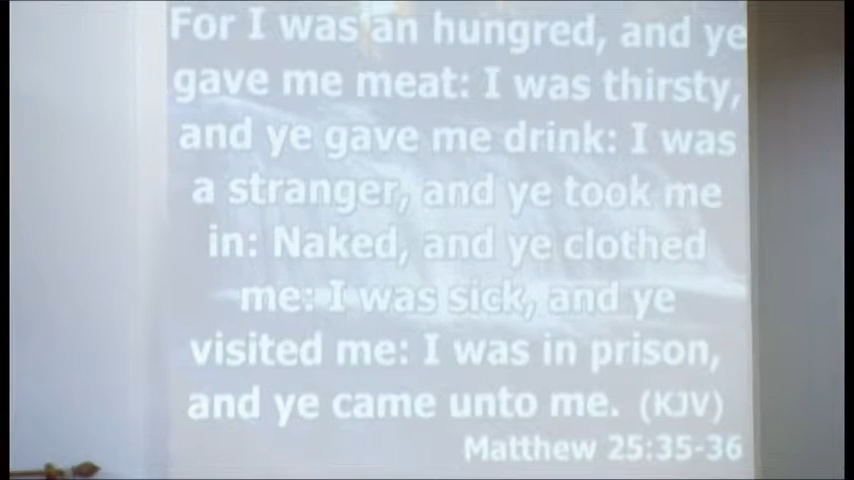 For I was an hungred, and ye
gave me meat: I was thirsty,
and ye gave me drink: I was
a stranger, and ye took me
in: Naked, and ye clothed
me: I was sick, and ye
visited me: I was in prison,
and ye came unto me. (KJV)
Matthew 25:35-36